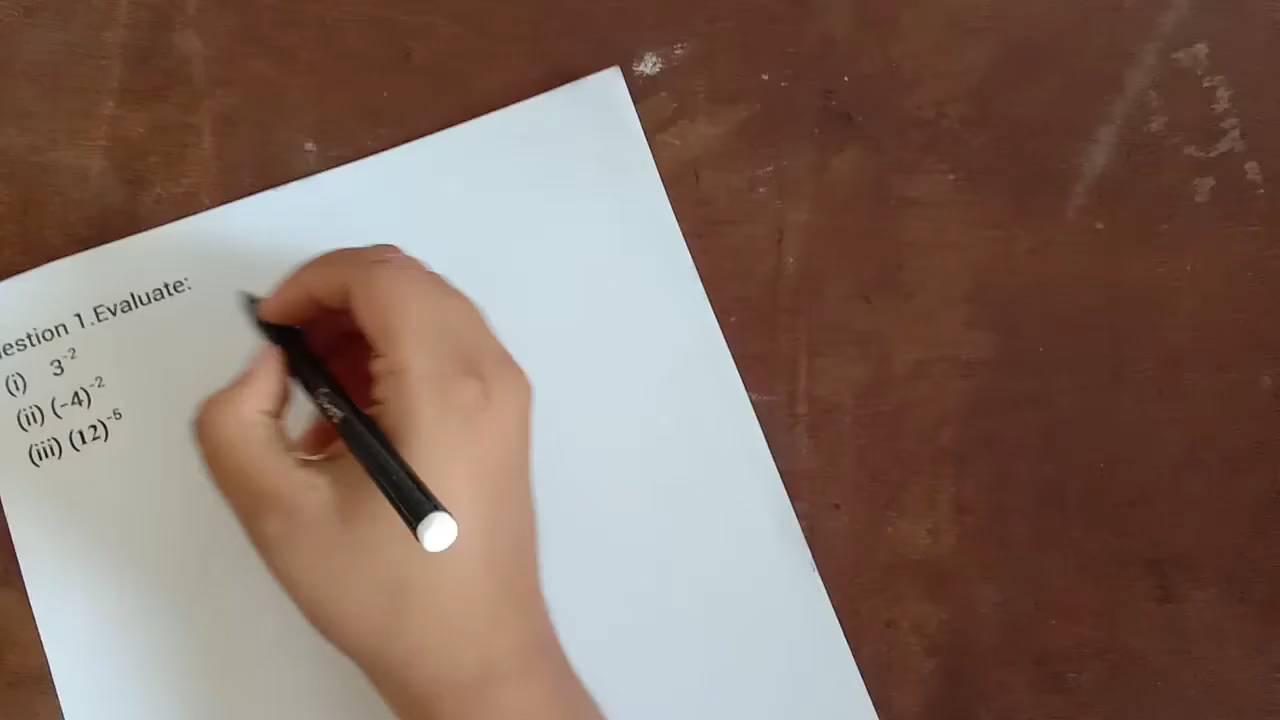 estion 1.Evaluate:
(i) 3⁻²
(ii) (-4)⁻²
(iii) (12)⁻⁵